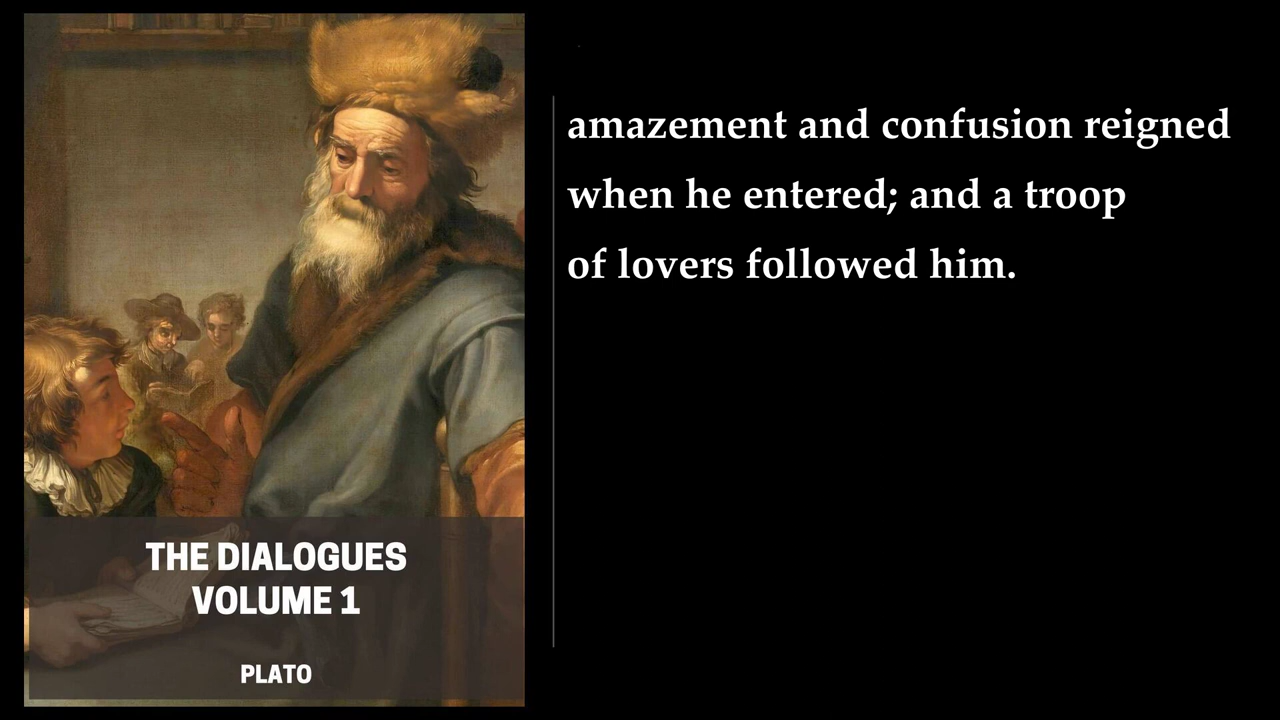 amazement and confusion reigned
when he entered; and a troop
of lovers followed him.
THE DIALOGUES
VOLUME 1
PLATO